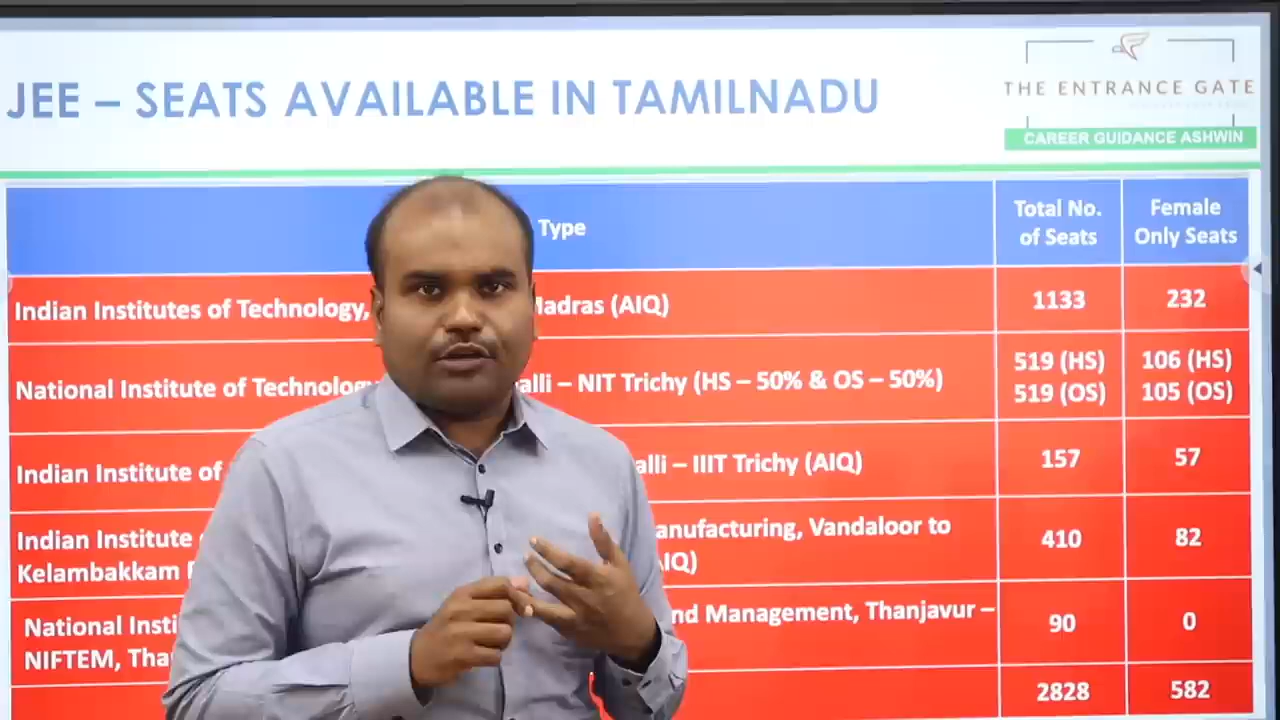 JEE – SEATS AVAILABLE IN TAMILNADU
THE ENTRANCE GATE
CAREER GUIDANCE ASHWIN
Type
Total No.
of Seats
Female
Only Seats
Indian Institutes of Technology, Madras (AIQ)
1133
232
National Institute of Technology alli – NIT Trichy (HS – 50% & OS – 50%)
519 (HS)
519 (OS)
106 (HS)
105 (OS)
Indian Institute of alli – IIIT Trichy (AIQ)
157
57
Indian Institute anufacturing, Vandaloor to
Kelambakkam IQ)
410
82
National Insti nd Management, Thanjavur –
NIFTEM, Tha
90
0
2828
582